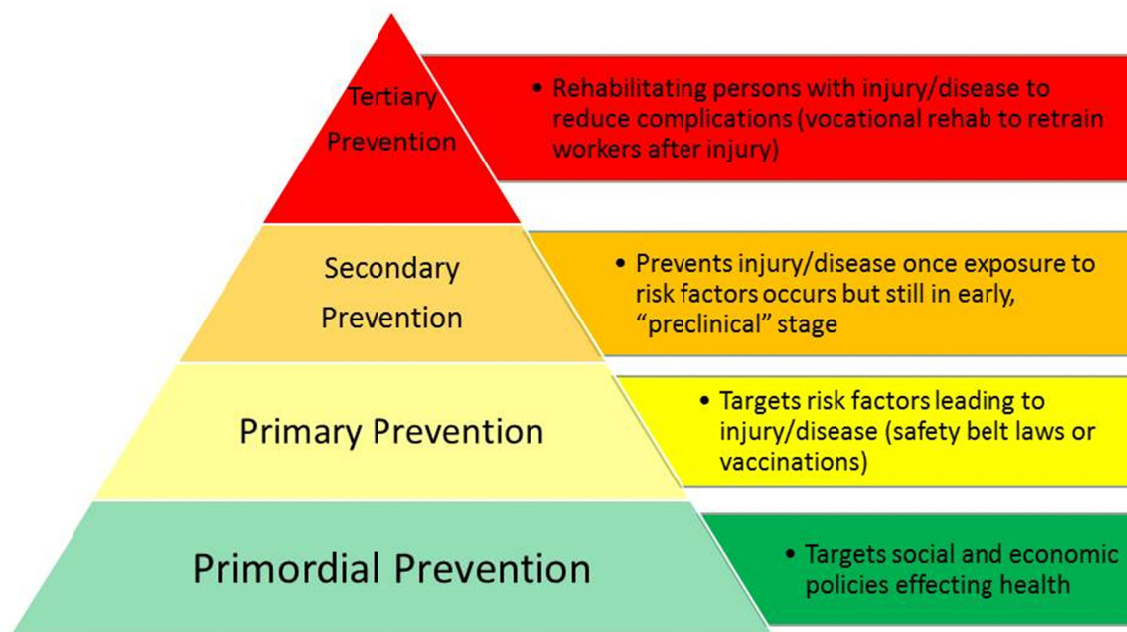 Tertiary
Prevention
• Rehabilitating persons with injury/disease to
reduce complications (vocational rehab to retrain
workers after injury)
Secondary
Prevention
• Prevents injury/disease once exposure to
risk factors occurs but still in early,
“preclinical” stage
Primary Prevention
• Targets risk factors leading to
injury/disease (safety belt laws or
vaccinations)
Primordial Prevention
• Targets social and economic
policies effecting health